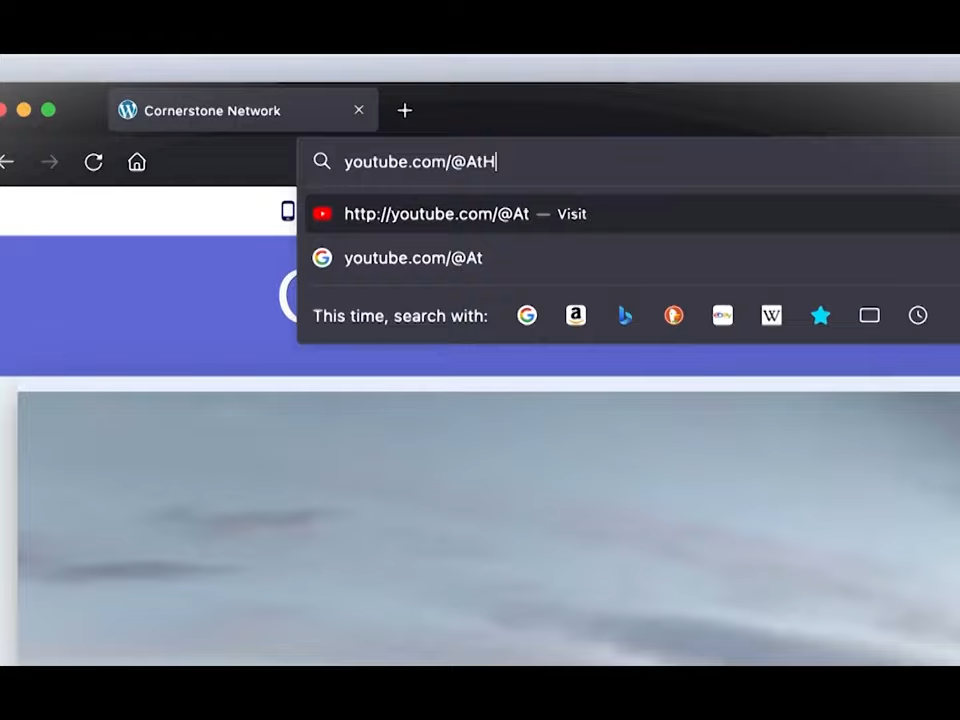 Cornerstone Network
youtube.com/@AtH
http://youtube.com/@At — Visit
youtube.com/@At
This time, search with: